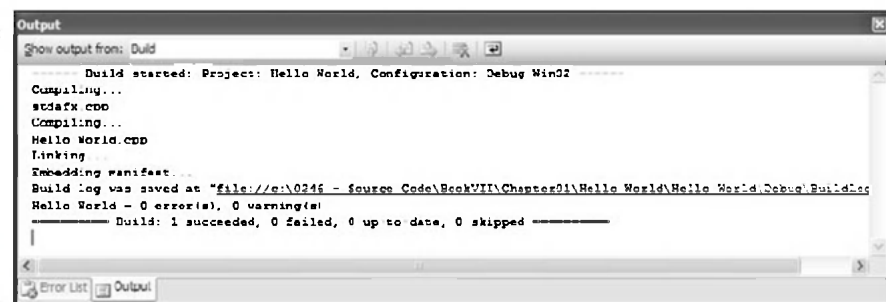 Output
Show output from: Build
------ Build started: Project: Hello World, Configuration: Debug Win32 ------
Compiling...
stdafx.cpp
Compiling...
Hello World.cpp
Linking...
Embedding manifest...
Build log was saved at "file://c:\0246 - Source Code\BookVII\Chapter01\Hello World\Hello World\Debug\BuildLog
Hello World - 0 error(s), 0 warning(s)
========== Build: 1 succeeded, 0 failed, 0 up-to-date, 0 skipped ==========
Error List
Output